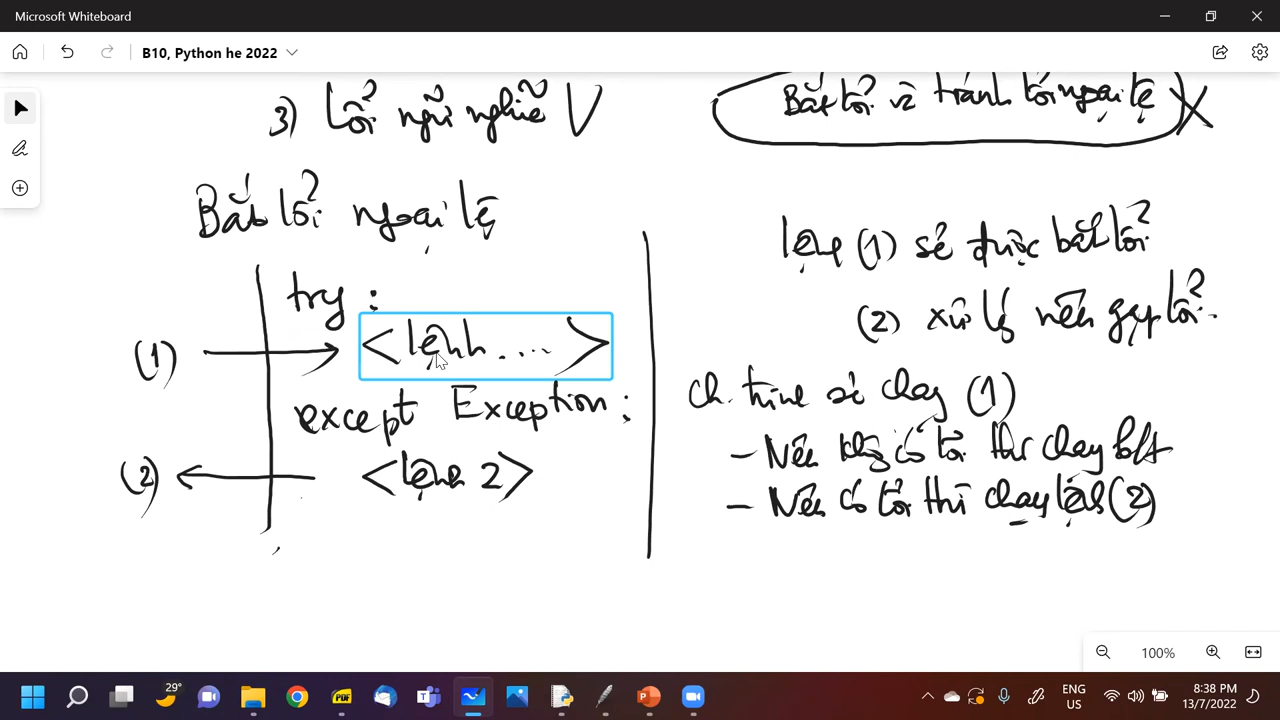 Microsoft Whiteboard
B10, Python he 2022
3) Lỗi ngữ nghĩa V
Bắt lỗi và tránh lỗi ngoại lệ X
Bắt lỗi ngoại lệ
try :
(1) <lệnh .... >
except Exception :
(2) <lệnh 2>
lệnh (1) sẽ được bắt lỗi
(2) xử lý nếu gặp lỗi.
Ch. trình sẽ chạy (1)
- Nếu không có lỗi thì chạy bt
- Nếu có lỗi thì chạy lệnh (2)
100%
29°
ENG
US
8:38 PM
13/7/2022